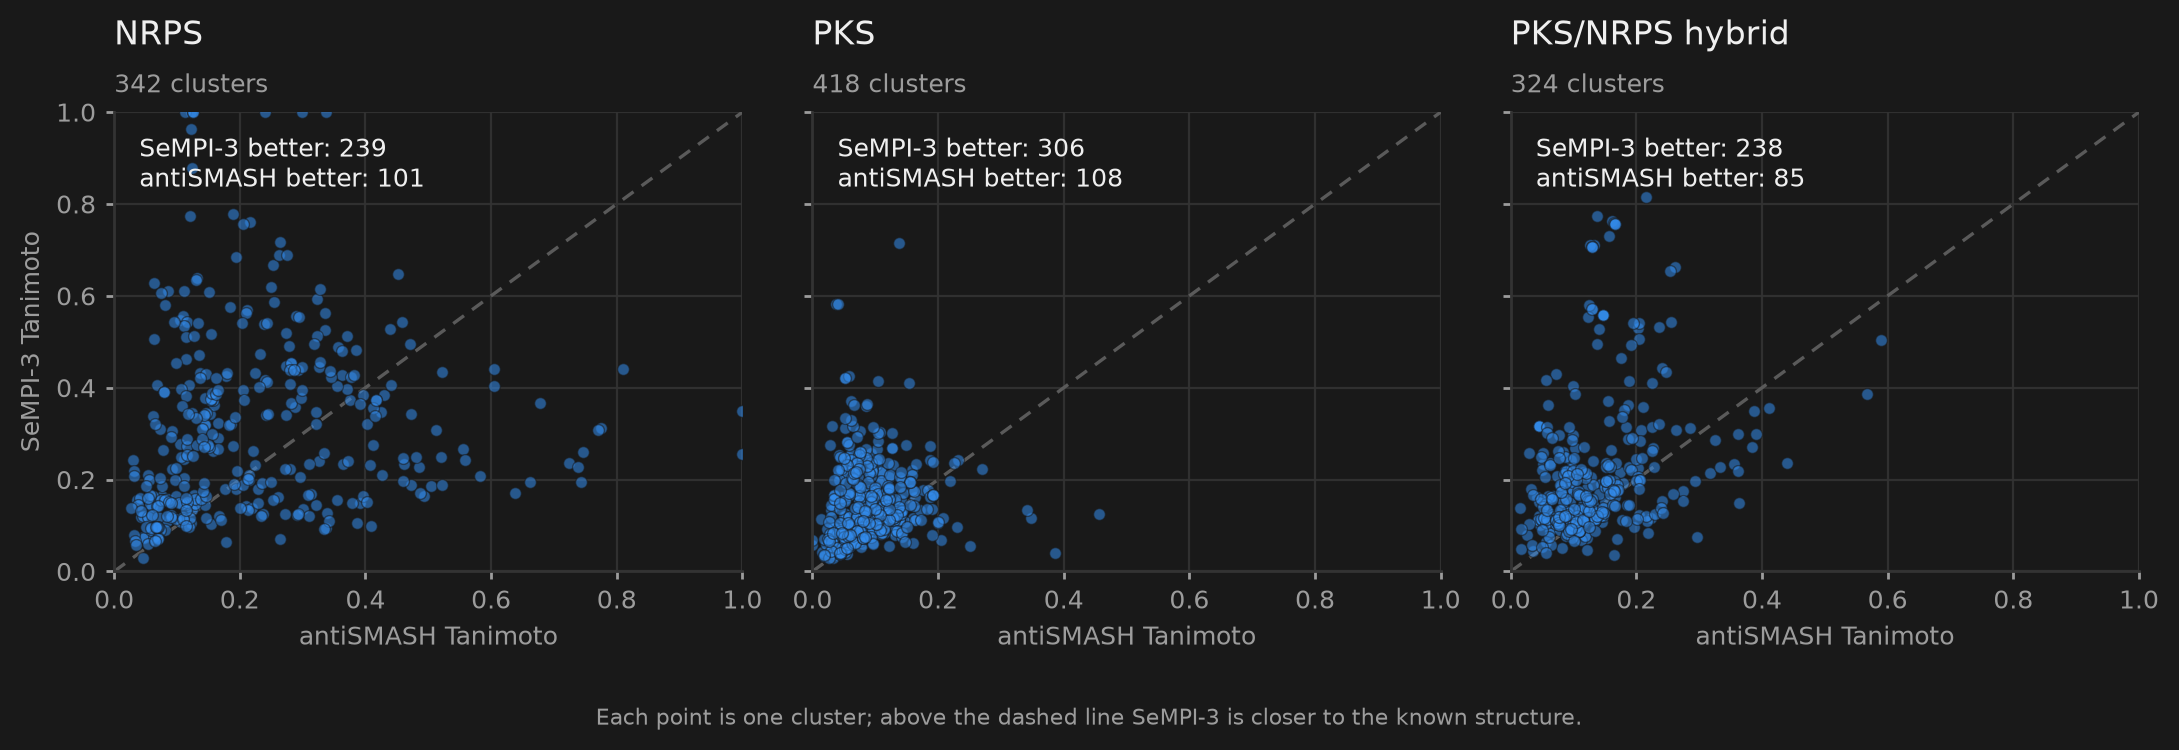 NRPS
342 clusters
SeMPI-3 better: 239
antiSMASH better: 101
1.0
0.8
0.6
0.4
0.2
0.0
SeMPI-3 Tanimoto
0.0 0.2 0.4 0.6 0.8 1.0
antiSMASH Tanimoto
PKS
418 clusters
SeMPI-3 better: 306
antiSMASH better: 108
0.0 0.2 0.4 0.6 0.8 1.0
antiSMASH Tanimoto
PKS/NRPS hybrid
324 clusters
SeMPI-3 better: 238
antiSMASH better: 85
0.0 0.2 0.4 0.6 0.8 1.0
antiSMASH Tanimoto
Each point is one cluster; above the dashed line SeMPI-3 is closer to the known structure.